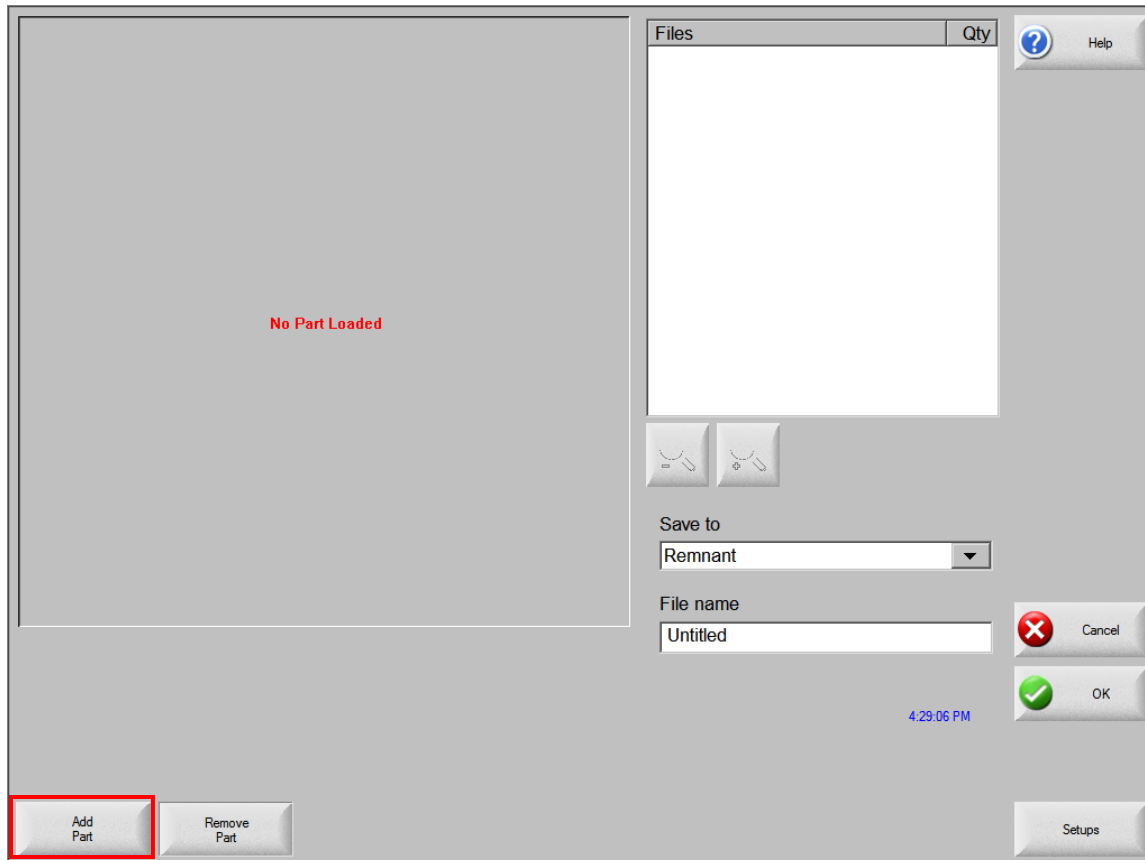 Files Qty
Help
No Part Loaded
Save to
Remnant
File name
Untitled
Cancel
OK
4:29:06 PM
Add
Part
Remove
Part
Setups